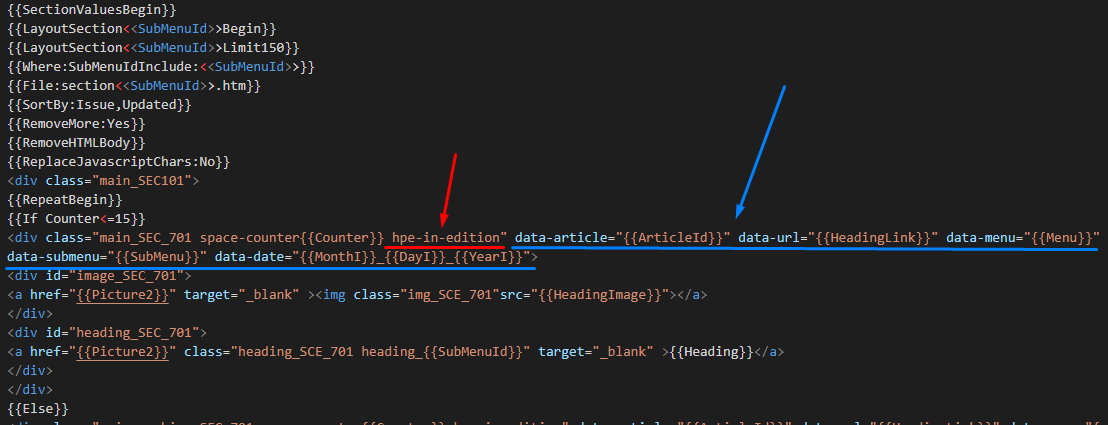 {{SectionValuesBegin}}
{{LayoutSection<<SubMenuId>>Begin}}
{{LayoutSection<<SubMenuId>>Limit150}}
{{Where:SubMenuIdInclude:<<SubMenuId>>}}
{{File:section<<SubMenuId>>.htm}}
{{SortBy:Issue,Updated}}
{{RemoveMore:Yes}}
{{RemoveHTMLBody}}
{{ReplaceJavascriptChars:No}}
<div class="main_SEC101">
{{RepeatBegin}}
{{If Counter<=15}}
<div class="main_SEC_701 space-counter{{Counter}} hpe-in-edition" data-article="{{ArticleId}}" data-url="{{HeadingLink}}" data-menu="{{Menu}}"
data-submenu="{{SubMenu}}" data-date="{{MonthI}}_{{DayI}}_{{YearI}}">
<div id="image_SEC_701">
<a href="{{Picture2}}" target="_blank" ><img class="img_SCE_701"src="{{HeadingImage}}"></a>
</div>
<div id="heading_SEC_701">
<a href="{{Picture2}}" class="heading_SCE_701 heading_{{SubMenuId}}" target="_blank" >{{Heading}}</a>
</div>
</div>
{{Else}}